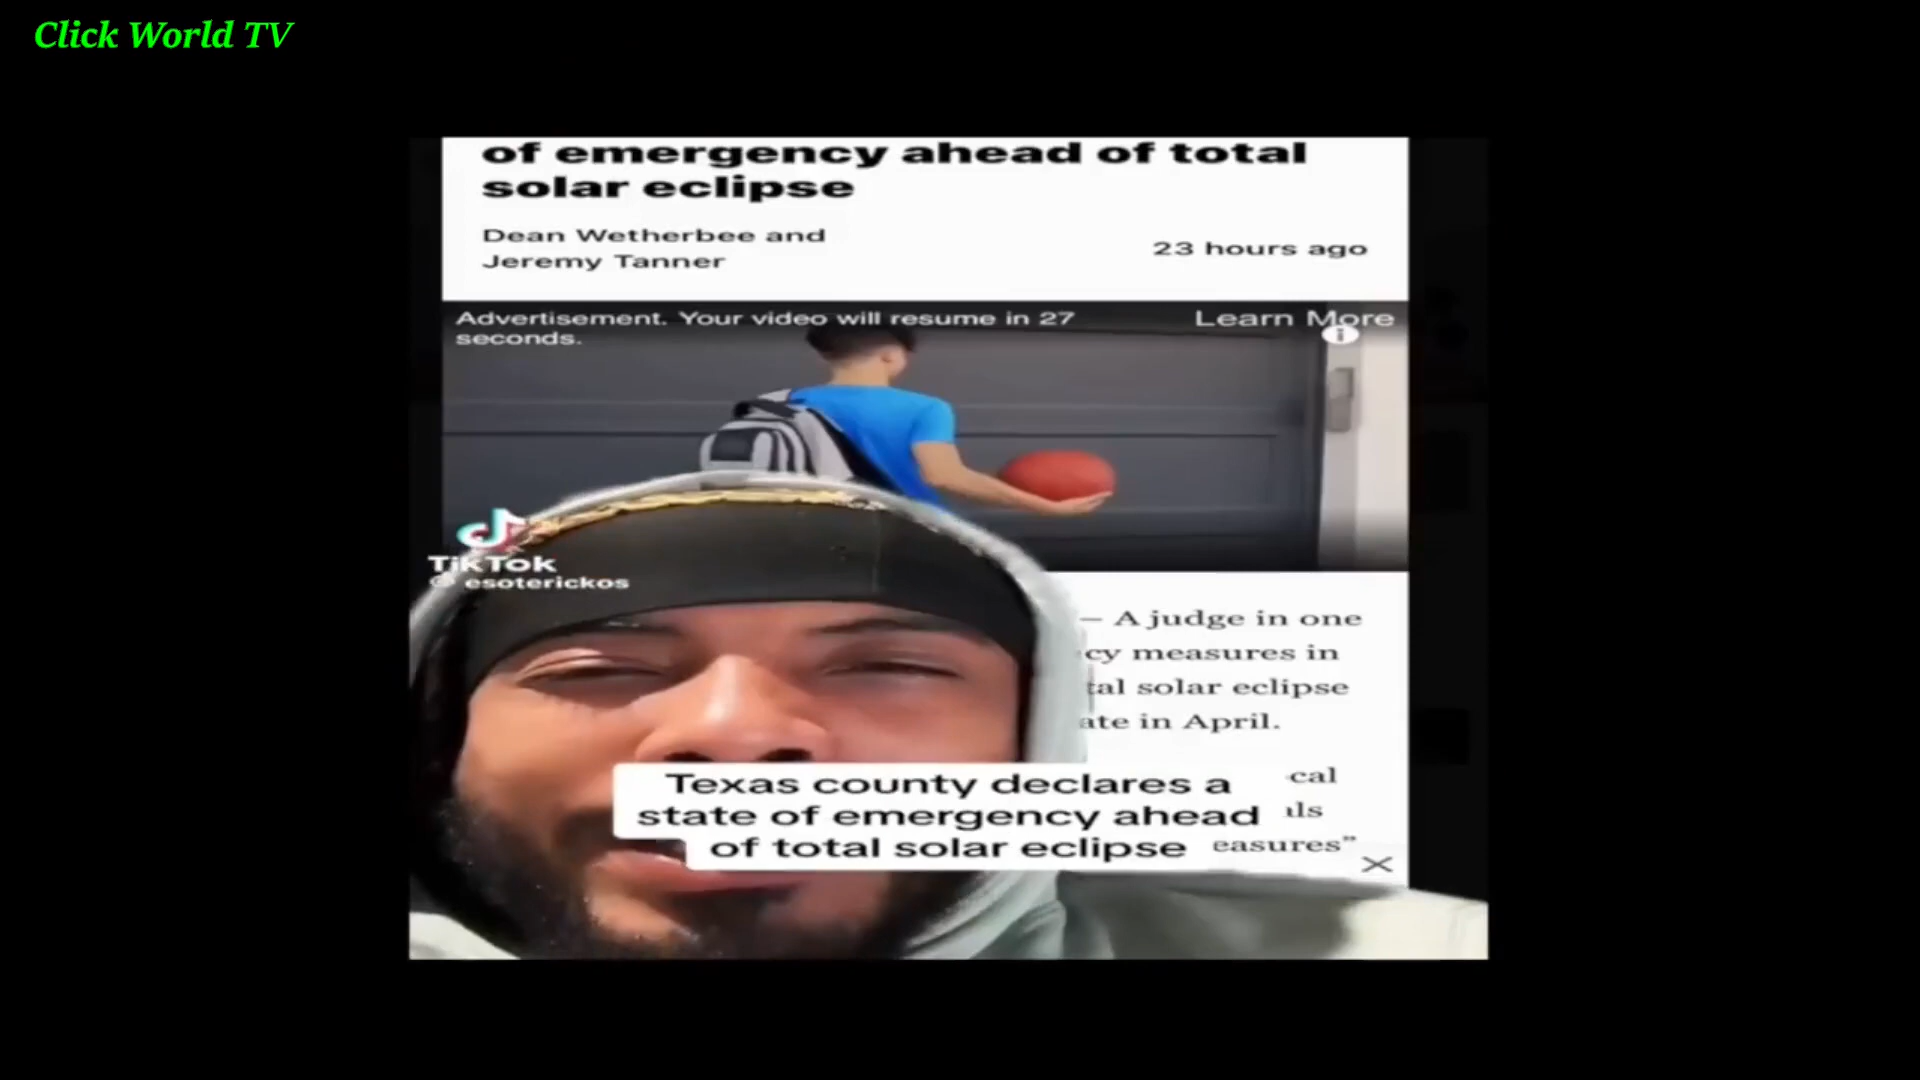 Click World TV
of emergency ahead of total
solar eclipse
Dean Wetherbee and
Jeremy Tanner
23 hours ago
Advertisement. Your video will resume in 27
seconds.
Learn More
TikTok
esoterickos
– A judge in one
cy measures in
tal solar eclipse
ate in April.
Texas county declares a
state of emergency ahead
of total solar eclipse
cal
als
easures”